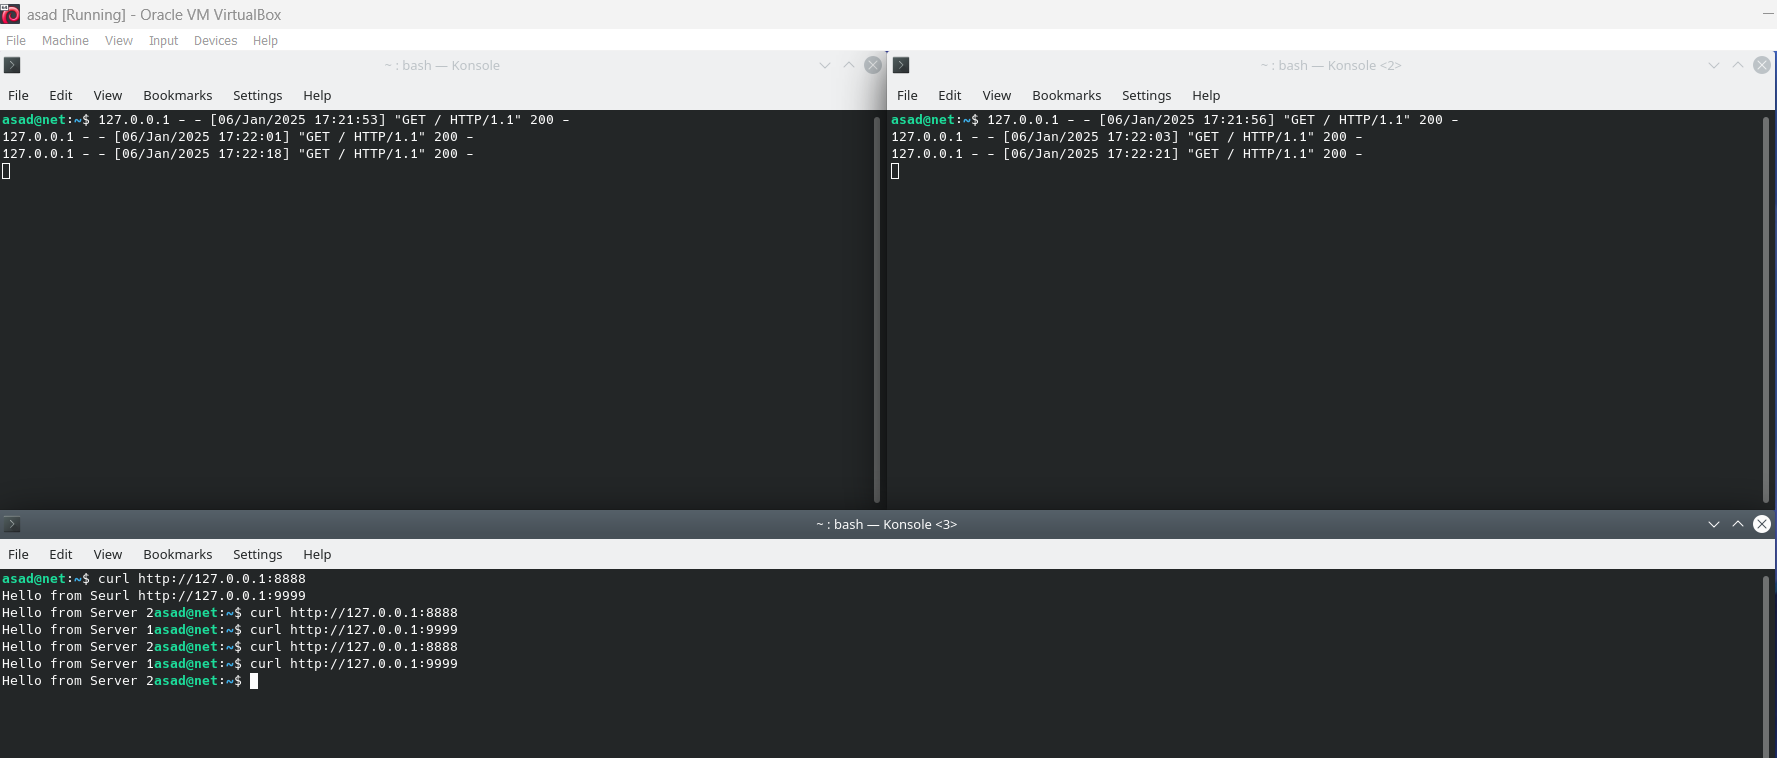 asad [Running] - Oracle VM VirtualBox
File Machine View Input Devices Help
~ : bash — Konsole
File Edit View Bookmarks Settings Help
asad@net:~$ 127.0.0.1 - - [06/Jan/2025 17:21:53] "GET / HTTP/1.1" 200 -
127.0.0.1 - - [06/Jan/2025 17:22:01] "GET / HTTP/1.1" 200 -
127.0.0.1 - - [06/Jan/2025 17:22:18] "GET / HTTP/1.1" 200 -
~ : bash — Konsole <2>
File Edit View Bookmarks Settings Help
asad@net:~$ 127.0.0.1 - - [06/Jan/2025 17:21:56] "GET / HTTP/1.1" 200 -
127.0.0.1 - - [06/Jan/2025 17:22:03] "GET / HTTP/1.1" 200 -
127.0.0.1 - - [06/Jan/2025 17:22:21] "GET / HTTP/1.1" 200 -
~ : bash — Konsole <3>
File Edit View Bookmarks Settings Help
asad@net:~$ curl http://127.0.0.1:8888
Hello from Seurl http://127.0.0.1:9999
Hello from Server 2asad@net:~$ curl http://127.0.0.1:8888
Hello from Server 1asad@net:~$ curl http://127.0.0.1:9999
Hello from Server 2asad@net:~$ curl http://127.0.0.1:8888
Hello from Server 1asad@net:~$ curl http://127.0.0.1:9999
Hello from Server 2asad@net:~$